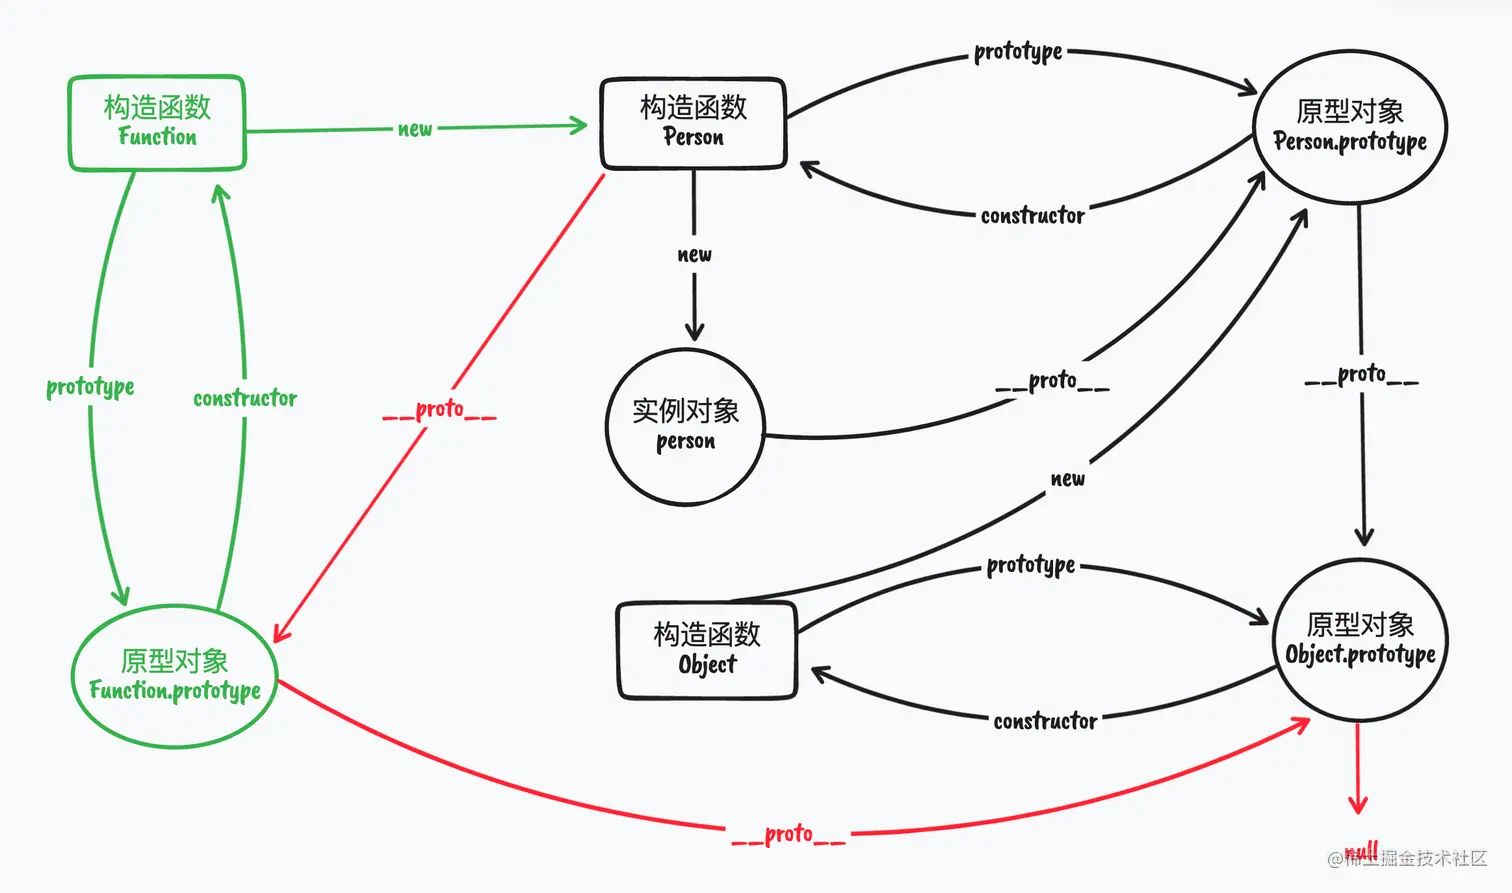 prototype
构造函数
Function
new
构造函数
Person
原型对象
Person.prototype
constructor
new
prototype
constructor
__proto__
实例对象
person
__proto__
__proto__
new
prototype
构造函数
Object
原型对象
Object.prototype
原型对象
Function.prototype
constructor
__proto__
null
@稀土掘金技术社区